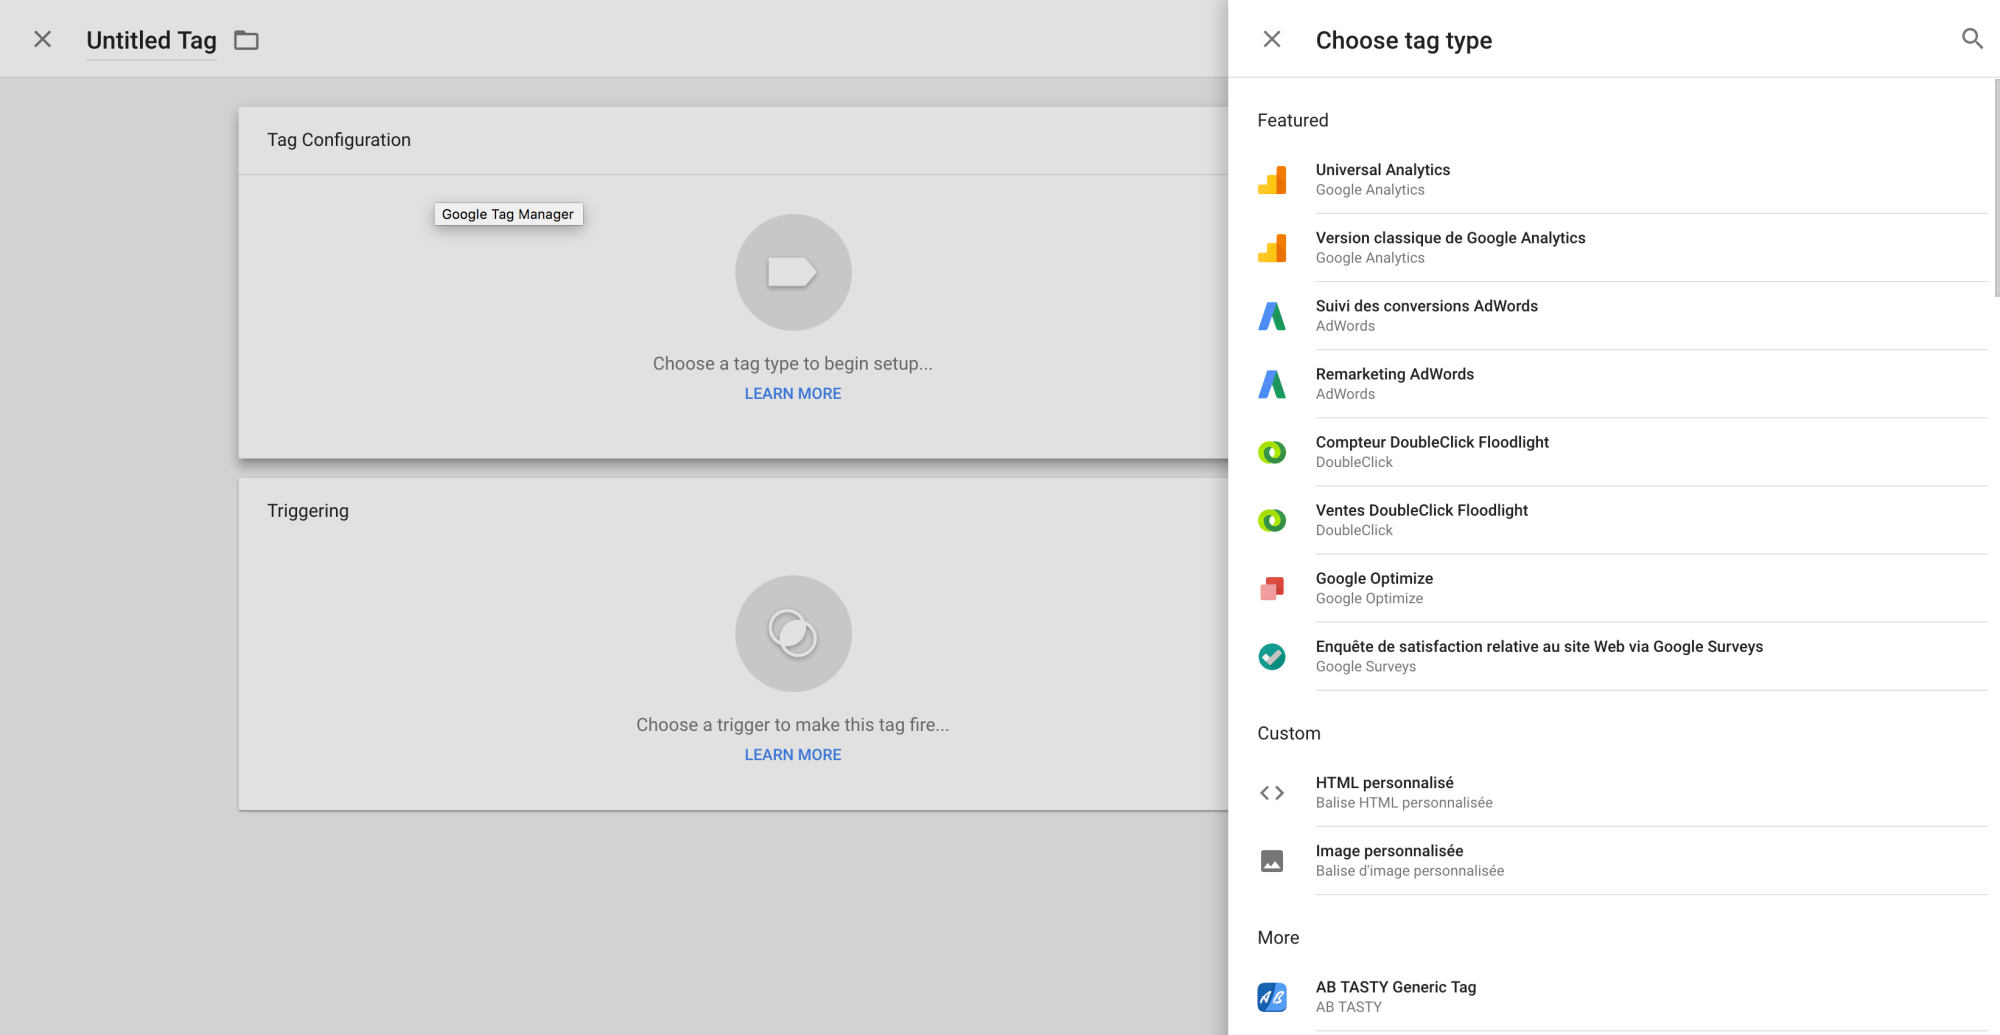 Untitled Tag
Tag Configuration
Google Tag Manager
Choose a tag type to begin setup...
LEARN MORE
Triggering
Choose a trigger to make this tag fire...
LEARN MORE
Choose tag type
Featured
Universal Analytics
Google Analytics
Version classique de Google Analytics
Google Analytics
Suivi des conversions AdWords
AdWords
Remarketing AdWords
AdWords
Compteur DoubleClick Floodlight
DoubleClick
Ventes DoubleClick Floodlight
DoubleClick
Google Optimize
Google Optimize
Enquête de satisfaction relative au site Web via Google Surveys
Google Surveys
Custom
HTML personnalisé
Balise HTML personnalisée
Image personnalisée
Balise d'image personnalisée
More
AB
AB TASTY Generic Tag
AB TASTY